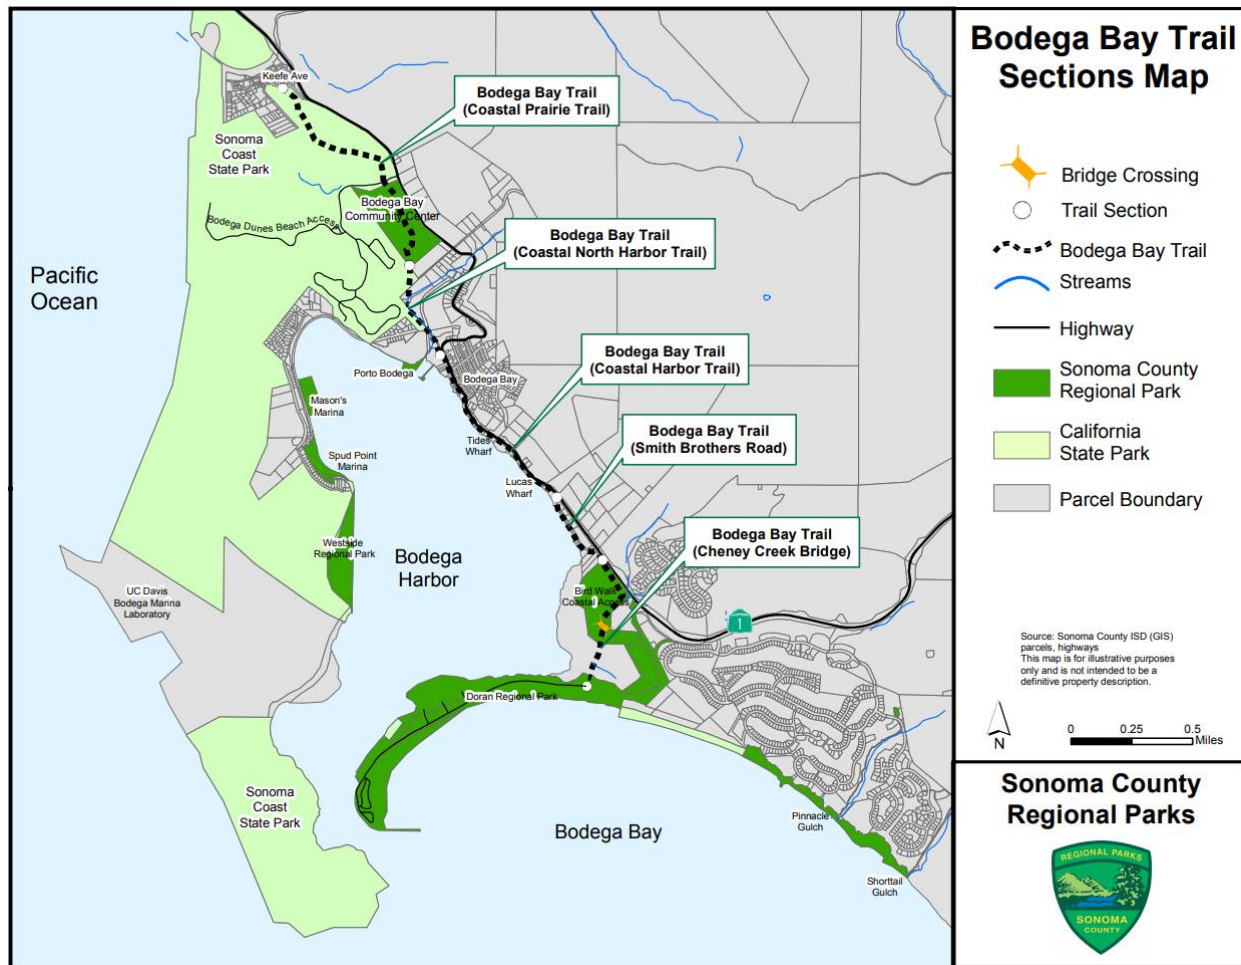 Bodega Bay Trail
Sections Map
Bridge Crossing
Trail Section
Bodega Bay Trail
Streams
Highway
Sonoma County
Regional Park
California
State Park
Parcel Boundary
Source: Sonoma County ISD (GIS)
parcels, highways
This map is for illustrative purposes
only and is not intended to be a
definitive property description.
N
0 0.25 0.5
Miles
Sonoma County
Regional Parks
REGIONAL PARKS
SONOMA
COUNTY
Keefe Ave
Bodega Bay Trail
(Coastal Prairie Trail)
Sonoma
Coast
State Park
Bodega Bay
Community Center
Bodega Dunes Beach Access
Bodega Bay Trail
(Coastal North Harbor Trail)
Pacific
Ocean
Bodega Bay Trail
(Coastal Harbor Trail)
Porto Bodega
Bodega Bay
Mason's
Marina
Bodega Bay Trail
(Smith Brothers Road)
Tides
Wharf
Spud Point
Marina
Lucas
Wharf
Bodega Bay Trail
(Cheney Creek Bridge)
Westside
Regional Park
Bodega
Harbor
UC Davis
Bodega Marina
Laboratory
Bird Walk
Coastal Access
1
Doran Regional Park
Sonoma
Coast
State Park
Bodega Bay
Pinnacle
Gulch
Shorttail
Gulch